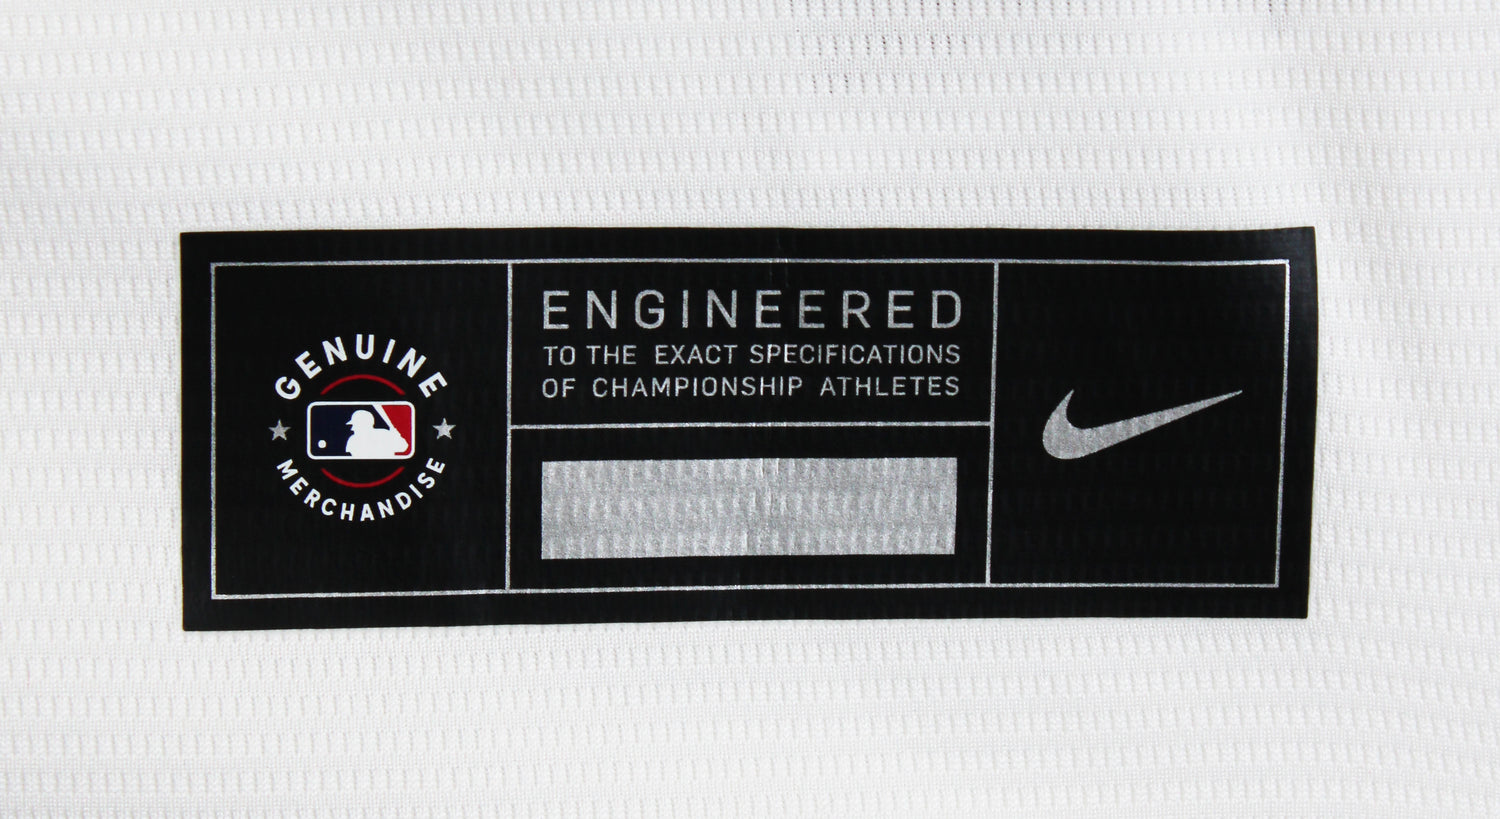 GENUINE
MERCHANDISE
ENGINEERED
TO THE EXACT SPECIFICATIONS
OF CHAMPIONSHIP ATHLETES